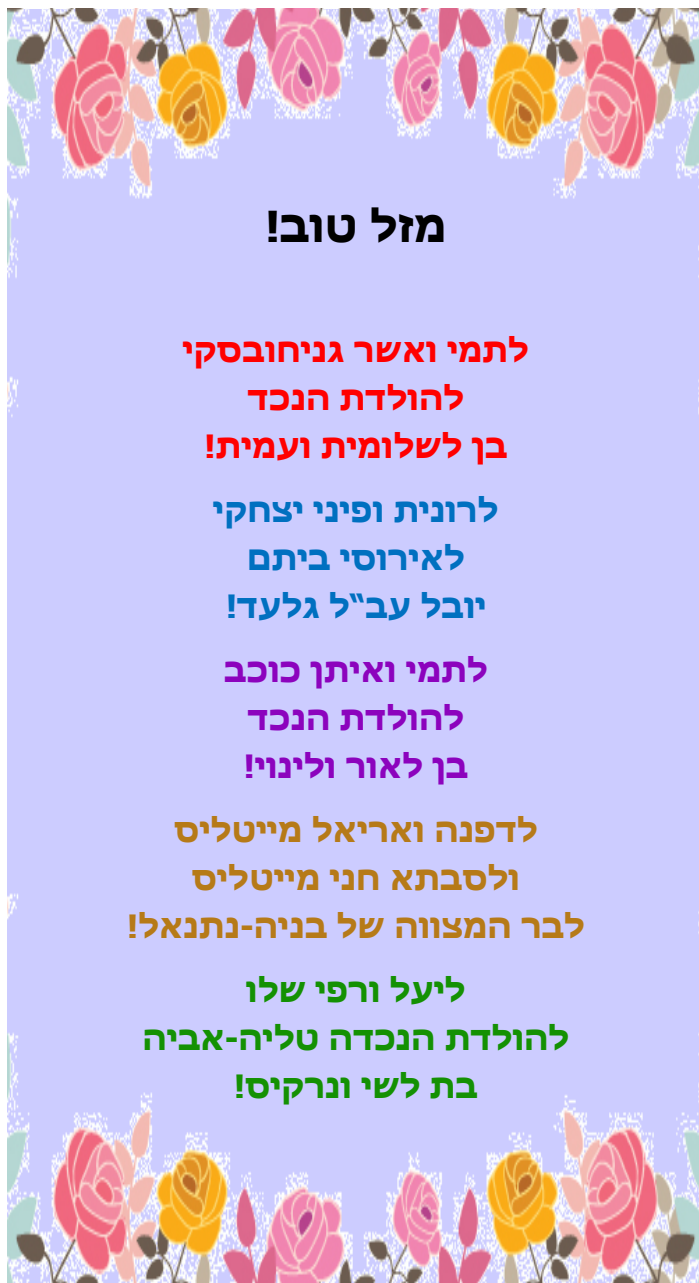 מזל טוב!
לתמי ואשר גניחובסקי
להולדת הנכד
בן לשלומית ועמית!
לרונית ופיני יצחקי
לאירוסי ביתם
יובל עב"ל גלעד!
לתמי ואיתן כוכב
להולדת הנכד
בן לאור ולינוי!
לדפנה ואריאל מייטליס
ולסבתא חני מייטליס
לבר המצווה של בניה-נתנאל!
ליעל ורפי שלו
להולדת הנכדה טליה-אביה
בת לשי ונרקיס!